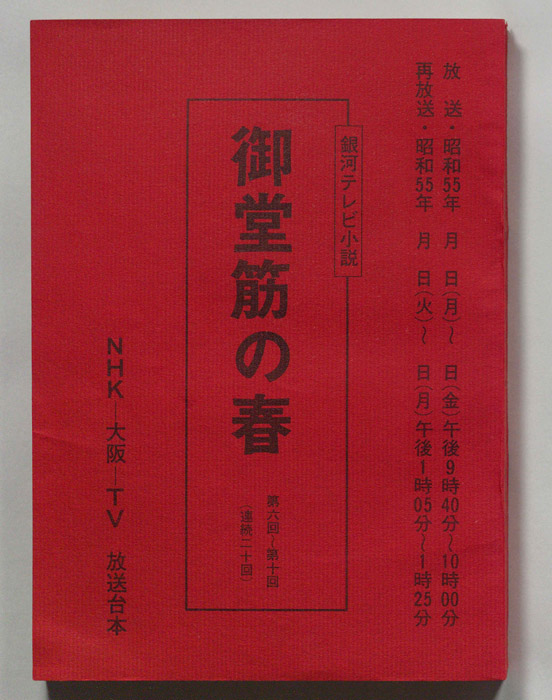 放 送・昭和55年 月 日(月)〜 日(金)午後9時40分〜10時00分
再放送・昭和55年 月 日(火)〜 日(月)午後1時05分〜1時25分
銀河テレビ小説
御堂筋の春
第六回〜第十回
(連続二十回)
NHK―大阪―TV 放送台本